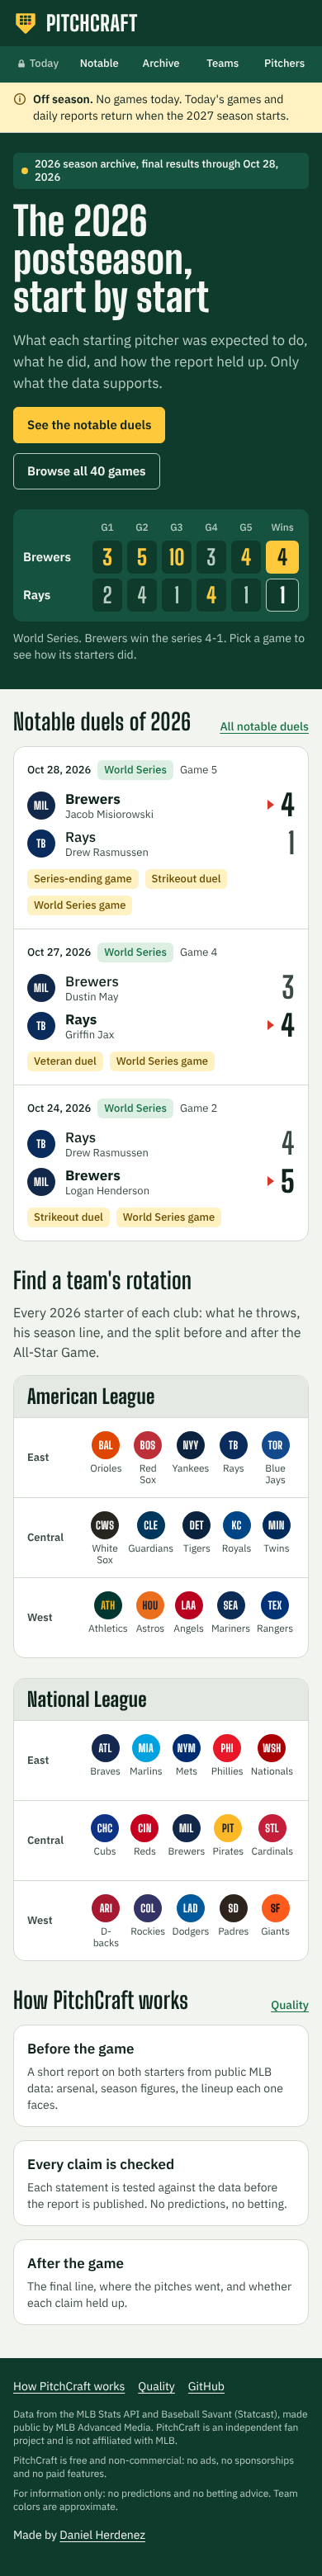 PITCHCRAFT
Today Notable Archive Teams Pitchers
Off season. No games today. Today's games and
daily reports return when the 2027 season starts.
2026 season archive, final results through Oct 28,
2026
The 2026
postseason,
start by start
What each starting pitcher was expected to do,
what he did, and how the report held up. Only
what the data supports.
See the notable duels
Browse all 40 games
G1 G2 G3 G4 G5 Wins
Brewers 3 5 10 3 4 4
Rays 2 4 1 4 1 1
World Series. Brewers win the series 4-1. Pick a game to
see how its starters did.
Notable duels of 2026 All notable duels
Oct 28, 2026 World Series Game 5
MIL Brewers 4
Jacob Misiorowski
TB Rays 1
Drew Rasmussen
Series-ending game Strikeout duel
World Series game
Oct 27, 2026 World Series Game 4
MIL Brewers 3
Dustin May
TB Rays 4
Griffin Jax
Veteran duel World Series game
Oct 24, 2026 World Series Game 2
TB Rays 4
Drew Rasmussen
MIL Brewers 5
Logan Henderson
Strikeout duel World Series game
Find a team's rotation
Every 2026 starter of each club: what he throws,
his season line, and the split before and after the
All-Star Game.
American League
East
BAL BOS NYY TB TOR
Orioles Red Yankees Rays Blue
Sox Jays
Central
CWS CLE DET KC MIN
White Guardians Tigers Royals Twins
Sox
West
ATH HOU LAA SEA TEX
Athletics Astros Angels Mariners Rangers
National League
East
ATL MIA NYM PHI WSH
Braves Marlins Mets Phillies Nationals
Central
CHC CIN MIL PIT STL
Cubs Reds Brewers Pirates Cardinals
West
ARI COL LAD SD SF
D- Rockies Dodgers Padres Giants
backs
How PitchCraft works Quality
Before the game
A short report on both starters from public MLB
data: arsenal, season figures, the lineup each one
faces.
Every claim is checked
Each statement is tested against the data before
the report is published. No predictions, no betting.
After the game
The final line, where the pitches went, and whether
each claim held up.
How PitchCraft works Quality GitHub
Data from the MLB Stats API and Baseball Savant (Statcast), made
public by MLB Advanced Media. PitchCraft is an independent fan
project and is not affiliated with MLB.
PitchCraft is free and non-commercial: no ads, no sponsorships
and no paid features.
For information only: no predictions and no betting advice. Team
colors are approximate.
Made by Daniel Herdenez